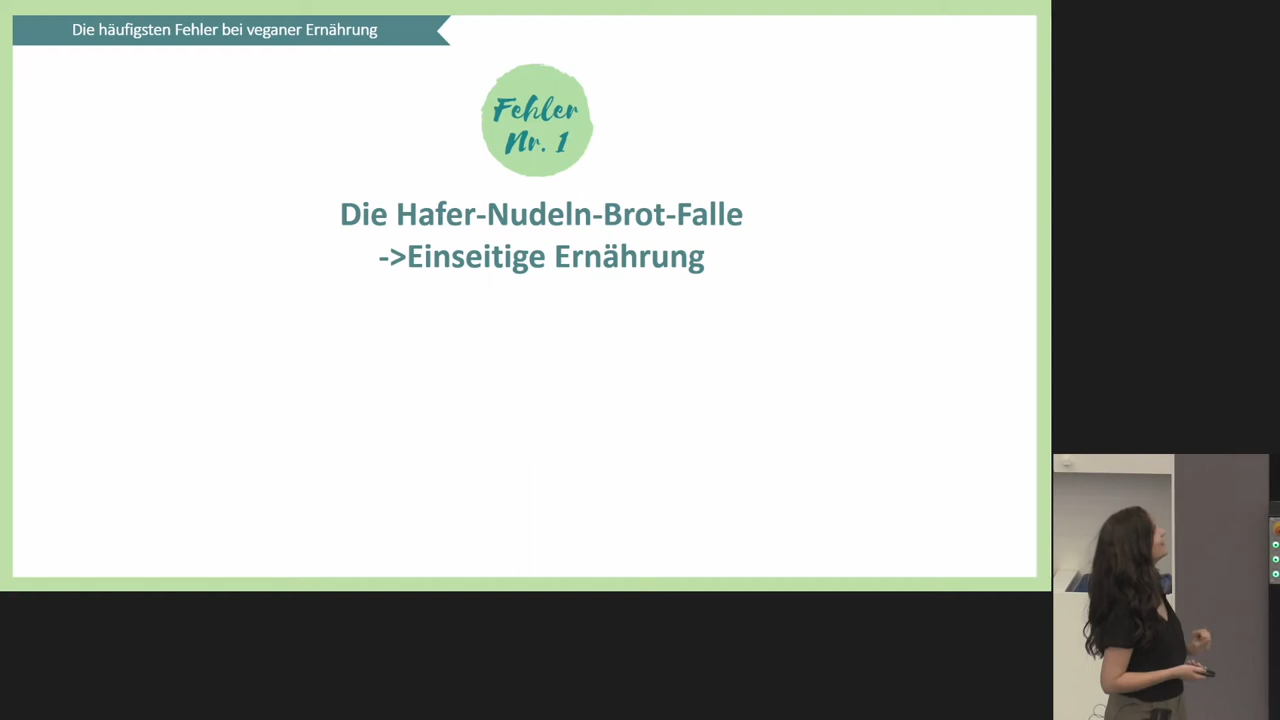 Die häufigsten Fehler bei veganer Ernährung
Fehler
Nr. 1
Die Hafer-Nudeln-Brot-Falle
->Einseitige Ernährung